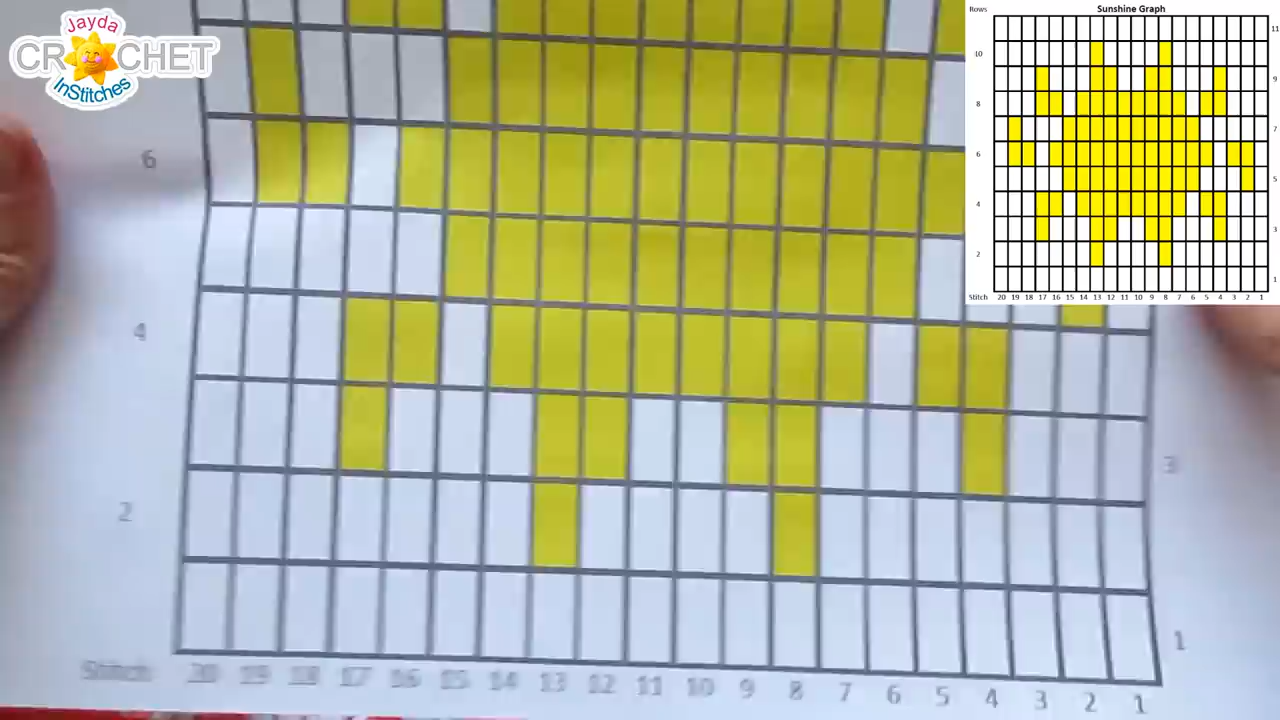 Jayda
CROCHET
InStitches
6
4
2
3
1
Stitch 20 19 18 17 16 15 14 13 12 11 10 9 8 7 6 5 4 3 2 1
Rows Sunshine Graph
11
10
9
8
7
6
5
4
3
2
1
Stitch 20 19 18 17 16 15 14 13 12 11 10 9 8 7 6 5 4 3 2 1